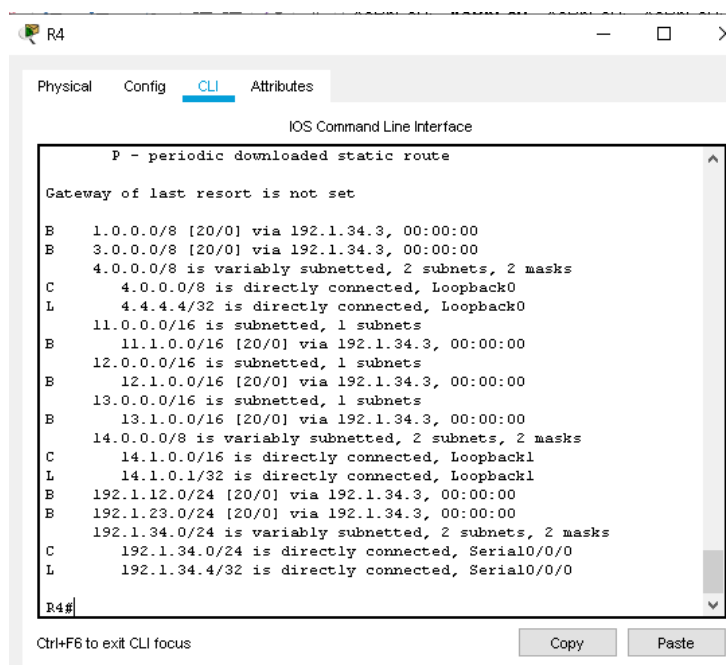 R4
Physical Config CLI Attributes
IOS Command Line Interface
P - periodic downloaded static route
Gateway of last resort is not set
B 1.0.0.0/8 [20/0] via 192.1.34.3, 00:00:00
B 3.0.0.0/8 [20/0] via 192.1.34.3, 00:00:00
4.0.0.0/8 is variably subnetted, 2 subnets, 2 masks
C 4.0.0.0/8 is directly connected, Loopback0
L 4.4.4.4/32 is directly connected, Loopback0
11.0.0.0/16 is subnetted, 1 subnets
B 11.1.0.0/16 [20/0] via 192.1.34.3, 00:00:00
12.0.0.0/16 is subnetted, 1 subnets
B 12.1.0.0/16 [20/0] via 192.1.34.3, 00:00:00
13.0.0.0/16 is subnetted, 1 subnets
B 13.1.0.0/16 [20/0] via 192.1.34.3, 00:00:00
14.0.0.0/8 is variably subnetted, 2 subnets, 2 masks
C 14.1.0.0/16 is directly connected, Loopback1
L 14.1.0.1/32 is directly connected, Loopback1
B 192.1.12.0/24 [20/0] via 192.1.34.3, 00:00:00
B 192.1.23.0/24 [20/0] via 192.1.34.3, 00:00:00
192.1.34.0/24 is variably subnetted, 2 subnets, 2 masks
C 192.1.34.0/24 is directly connected, Serial0/0/0
L 192.1.34.4/32 is directly connected, Serial0/0/0
R4#
Ctrl+F6 to exit CLI focus
Copy Paste